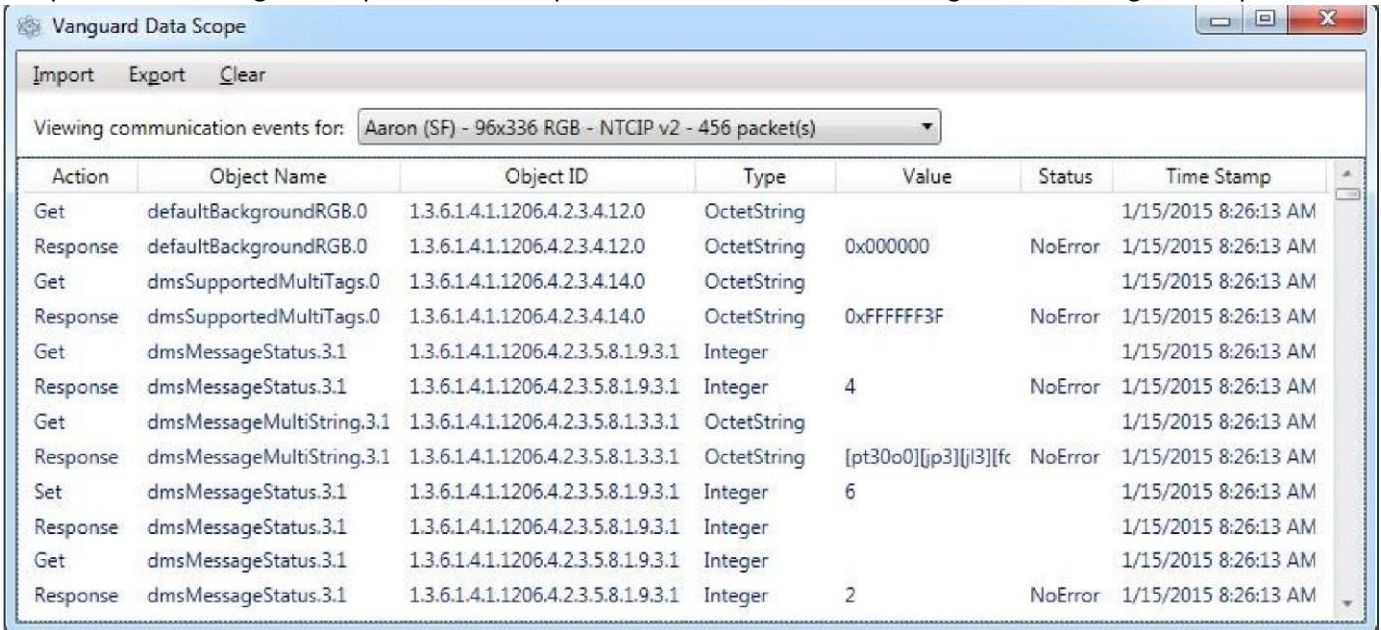 Vanguard Data Scope
Import Export Clear
Viewing communication events for: Aaron (SF) - 96x336 RGB - NTCIP v2 - 456 packet(s)
Action Object Name Object ID Type Value Status Time Stamp
Get defaultBackgroundRGB.0 1.3.6.1.4.1.1206.4.2.3.4.12.0 OctetString 1/15/2015 8:26:13 AM
Response defaultBackgroundRGB.0 1.3.6.1.4.1.1206.4.2.3.4.12.0 OctetString 0x000000 NoError 1/15/2015 8:26:13 AM
Get dmsSupportedMultiTags.0 1.3.6.1.4.1.1206.4.2.3.4.14.0 OctetString 1/15/2015 8:26:13 AM
Response dmsSupportedMultiTags.0 1.3.6.1.4.1.1206.4.2.3.4.14.0 OctetString 0xFFFFFF3F NoError 1/15/2015 8:26:13 AM
Get dmsMessageStatus.3.1 1.3.6.1.4.1.1206.4.2.3.5.8.1.9.3.1 Integer 1/15/2015 8:26:13 AM
Response dmsMessageStatus.3.1 1.3.6.1.4.1.1206.4.2.3.5.8.1.9.3.1 Integer 4 NoError 1/15/2015 8:26:13 AM
Get dmsMessageMultiString.3.1 1.3.6.1.4.1.1206.4.2.3.5.8.1.3.3.1 OctetString 1/15/2015 8:26:13 AM
Response dmsMessageMultiString.3.1 1.3.6.1.4.1.1206.4.2.3.5.8.1.3.3.1 OctetString [pt30o0][jp3][jl3][fc NoError 1/15/2015 8:26:13 AM
Set dmsMessageStatus.3.1 1.3.6.1.4.1.1206.4.2.3.5.8.1.9.3.1 Integer 6 1/15/2015 8:26:13 AM
Response dmsMessageStatus.3.1 1.3.6.1.4.1.1206.4.2.3.5.8.1.9.3.1 Integer 1/15/2015 8:26:13 AM
Get dmsMessageStatus.3.1 1.3.6.1.4.1.1206.4.2.3.5.8.1.9.3.1 Integer 1/15/2015 8:26:13 AM
Response dmsMessageStatus.3.1 1.3.6.1.4.1.1206.4.2.3.5.8.1.9.3.1 Integer 2 NoError 1/15/2015 8:26:13 AM